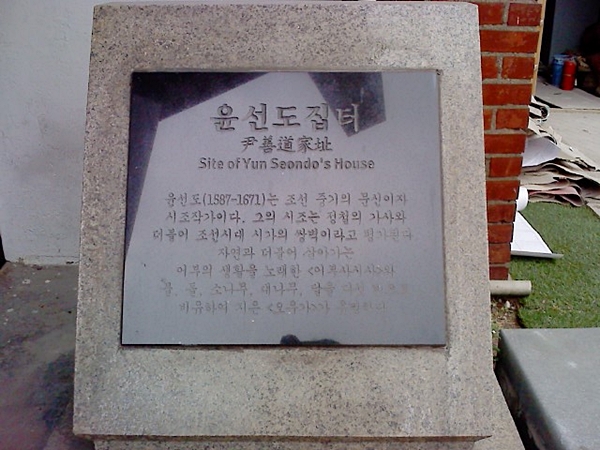 윤선도집터
尹善道家址
Site of Yun Seondo's House
윤선도(1587-1671)는 조선 중기의 문신이자
시조작가이다. 그의 시조는 정철의 가사와
더불어 조선시대 시가의 쌍벽이라고 평가된다
자연과 더불어 살아가는
어부의 생활을 노래한 <어부사시사>와
물, 돌, 소나무, 대나무, 달을 다섯 벗으로
비유하여 지은 <오우가>가 유명하다